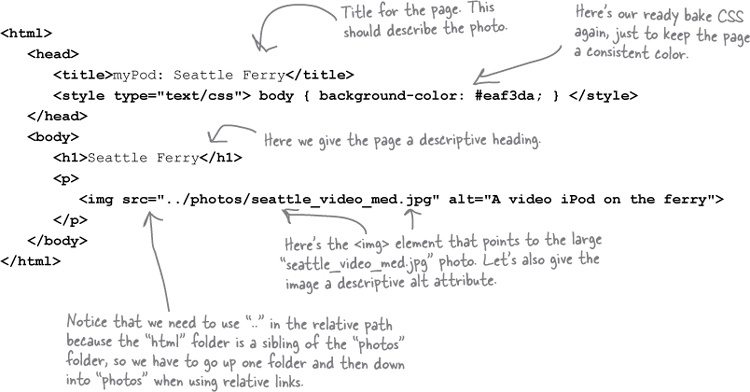 Title for the page. This
should describe the photo.
Here's our ready bake CSS
again, just to keep the page
a consistent color.
<html>
<head>
<title>myPod: Seattle Ferry</title>
<style type="text/css"> body { background-color: #eaf3da; } </style>
</head>
<body>
Here we give the page a descriptive heading.
<h1>Seattle Ferry</h1>
<p>
<img src="../photos/seattle_video_med.jpg" alt="A video iPod on the ferry">
</p>
</body>
</html>
Here's the <img> element that points to the large
"seattle_video_med.jpg" photo. Let's also give the
image a descriptive alt attribute.
Notice that we need to use ".." in the relative path
because the "html" folder is a sibling of the "photos"
folder, so we have to go up one folder and then down
into "photos" when using relative links.